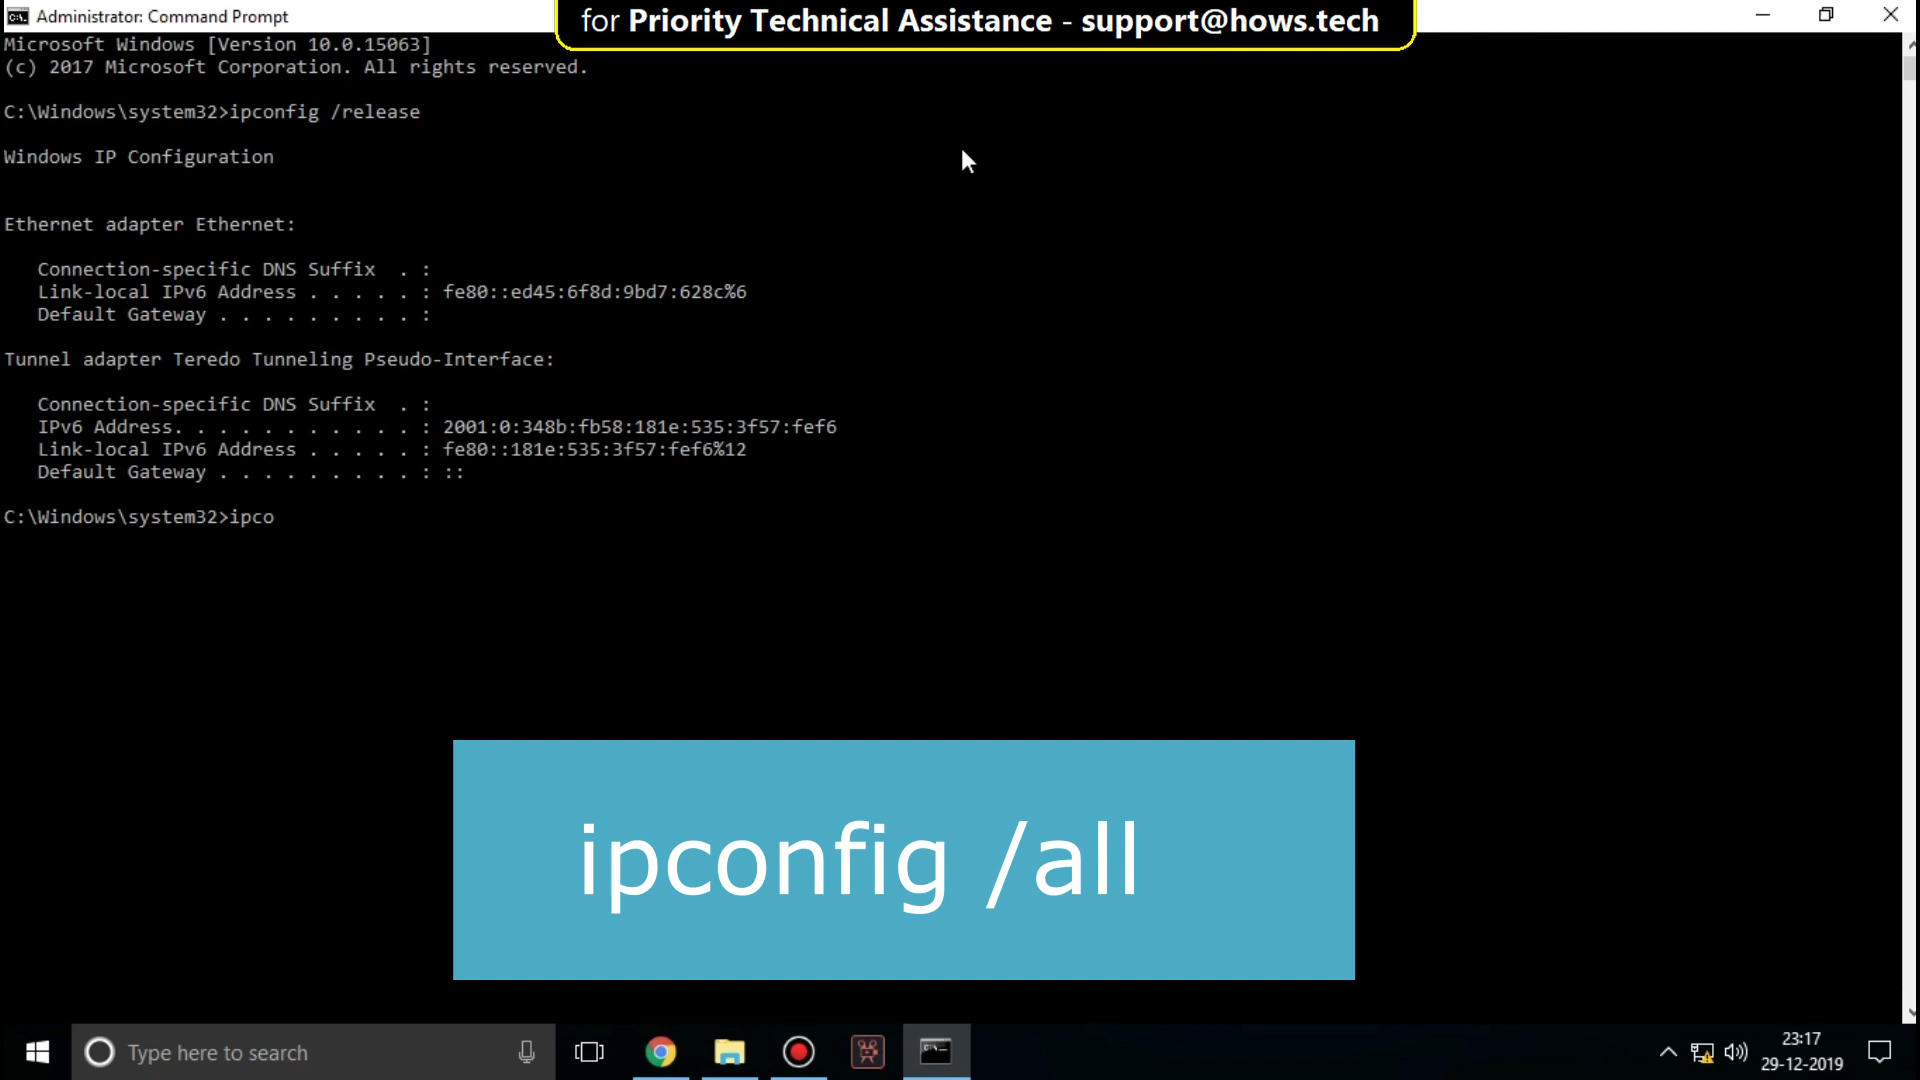 Administrator: Command Prompt
for Priority Technical Assistance - support@hows.tech
Microsoft Windows [Version 10.0.15063]
(c) 2017 Microsoft Corporation. All rights reserved.
C:\Windows\system32>ipconfig /release
Windows IP Configuration
Ethernet adapter Ethernet:
Connection-specific DNS Suffix  . :
Link-local IPv6 Address . . . . . : fe80::ed45:6f8d:9bd7:628c%6
Default Gateway . . . . . . . . . :
Tunnel adapter Teredo Tunneling Pseudo-Interface:
Connection-specific DNS Suffix  . :
IPv6 Address. . . . . . . . . . . : 2001:0:348b:fb58:181e:535:3f57:fef6
Link-local IPv6 Address . . . . . : fe80::181e:535:3f57:fef6%12
Default Gateway . . . . . . . . . : ::
C:\Windows\system32>ipco
ipconfig /all
Type here to search
23:17
29-12-2019